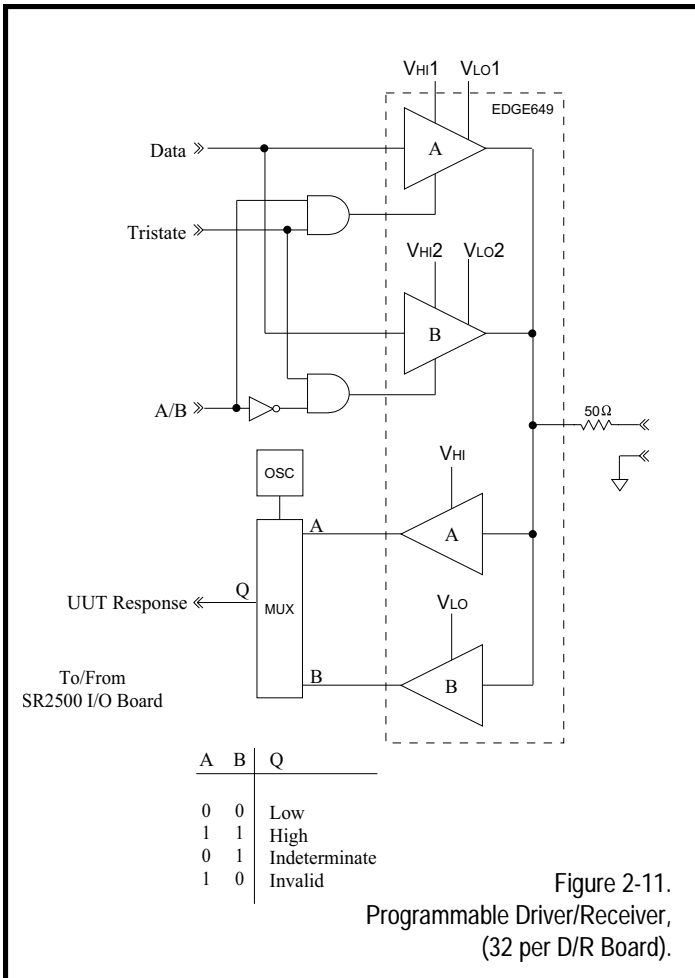 VHI1 VLO1
EDGE649
Data
A
Tristate
VHI2 VLO2
B
A/B
50Ω
OSC
VHI
A
A
UUT Response
Q
MUX
VLO
B
B
To/From
SR2500 I/O Board
A B Q
0 0 Low
1 1 High
0 1 Indeterminate
1 0 Invalid
Figure 2-11.
Programmable Driver/Receiver,
(32 per D/R Board).